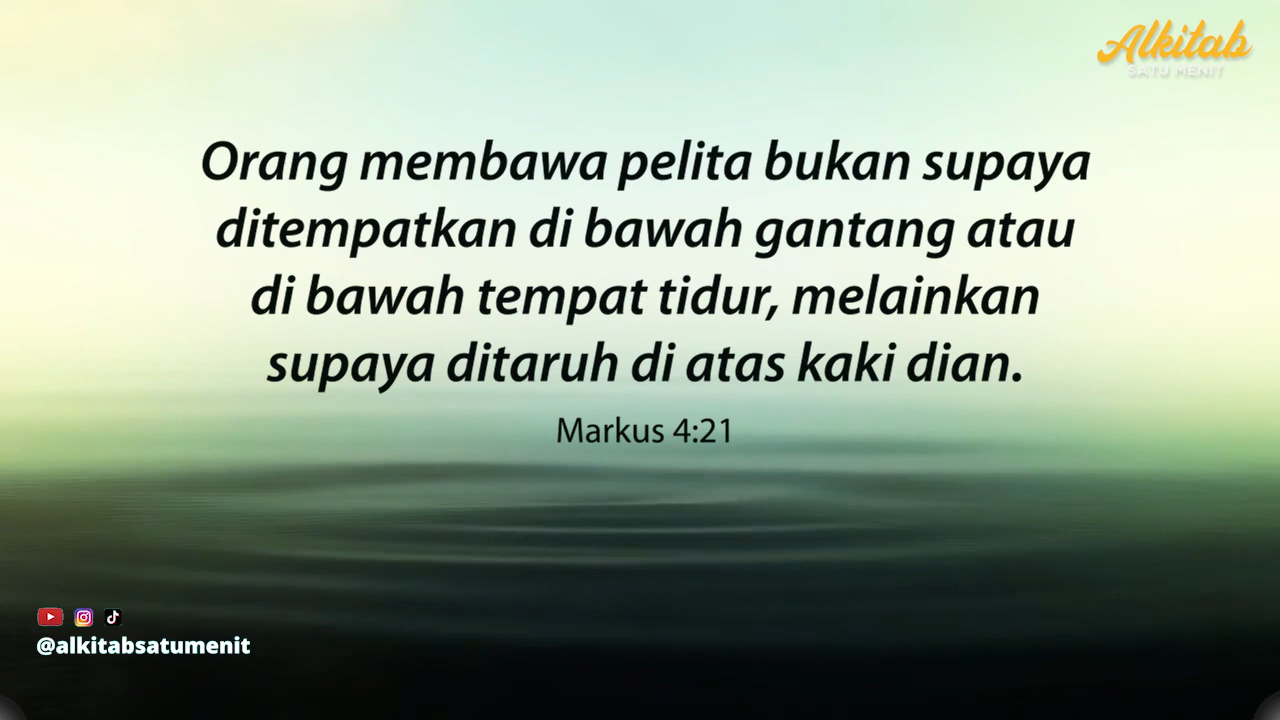 Alkitab
SATU MENIT
Orang membawa pelita bukan supaya
ditempatkan di bawah gantang atau
di bawah tempat tidur, melainkan
supaya ditaruh di atas kaki dian.
Markus 4:21
@alkitabsatumenit